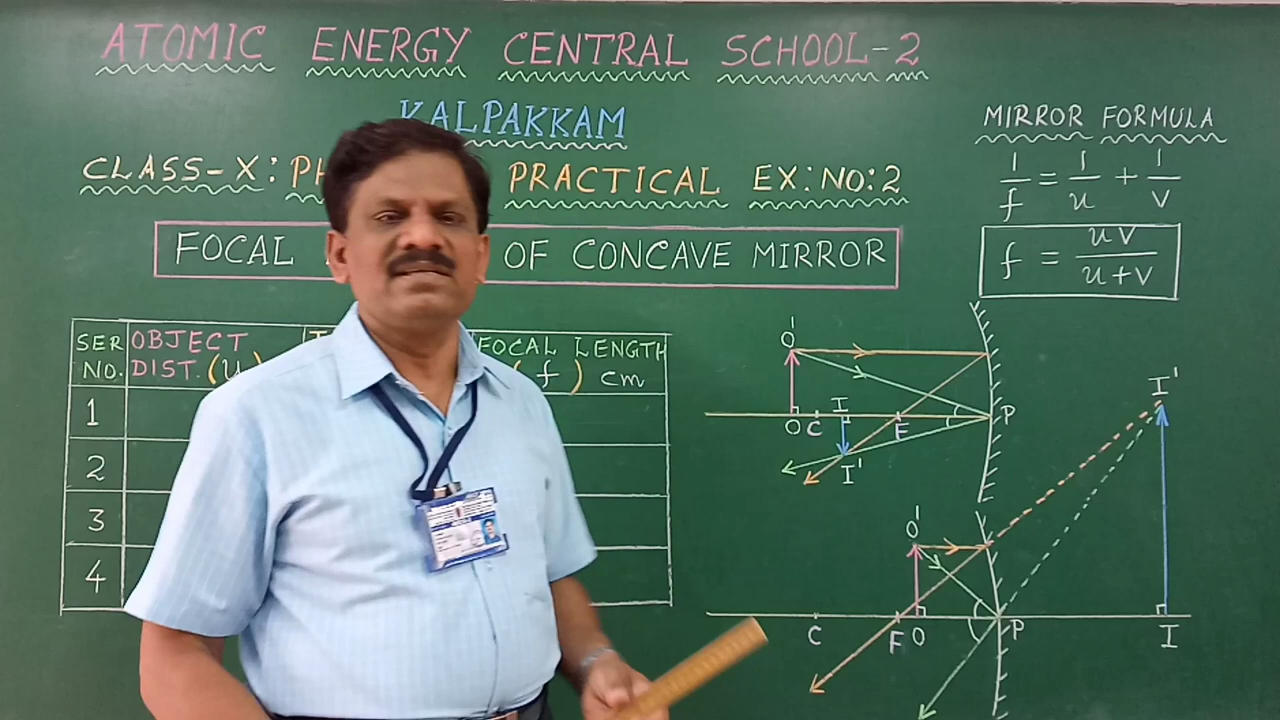 ATOMIC ENERGY CENTRAL SCHOOL-2
KALPAKKAM
CLASS-X: PH PRACTICAL EX: NO: 2
FOCAL OF CONCAVE MIRROR
MIRROR FORMULA
1/f = 1/u + 1/v
f = uv/u+v
SER NO.
OBJECT DIST. (u)
FOCAL LENGTH (f) cm
1
2
3
4
O'
I
O C F P
I'
I'
O'
C F O P I